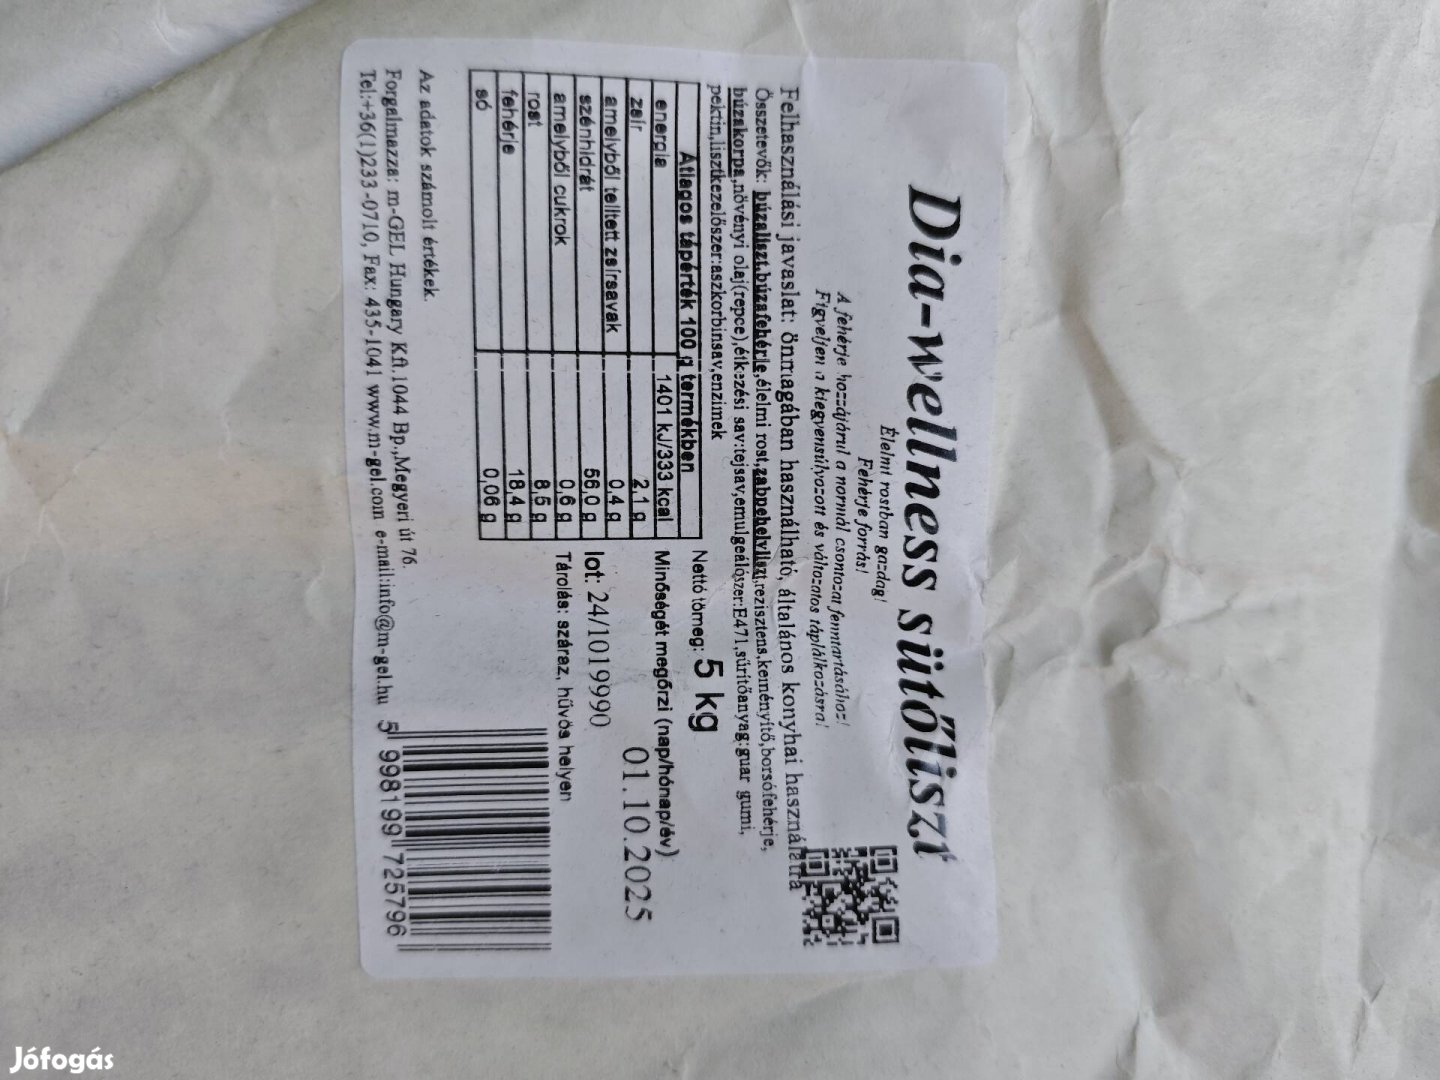 Dia-wellness sütőliszt
Élelmi rostban gazdag!
Fehérje forrás!
A fehérje hozzájárul a normál csontozat fenntartásához!
Figyeljen a kiegyensúlyozott és változatos táplálkozásra!
Felhasználási javaslat: önmagában használható, általános konyhai használatra
Összetevők: búzaliszt,búzafehérje,élelmi rost,zabpehelyliszt,rezisztens,keményítő,borsófehérje,
búzakorpa,növényi olaj(repce),étkezési sav:tejsav,emulgeálószer:E471,sűrítőanyag:guar gumi,
pektin,lisztkezelőszer:aszkorbinsav,enzimek
Átlagos tápérték 100 g termékben
energia 1401 kJ/333 kcal
zsír 2,1 g
amelyből telített zsírsavak 0,4 g
szénhidrát 56,0 g
amelyből cukrok 0,6 g
rost 8,5 g
fehérje 18,4 g
só 0,06 g
Nettó tömeg: 5 kg
Minőségét megőrzi (nap/hónap/év)
01.10.2025
lot: 24/1019990
Tárolás: száraz, hűvös helyen
Az adatok számolt értékek.
Forgalmazza: m-GEL Hungary Kft.1044 Bp.,Megyeri út 76.
Tel:+36(1)233-0710, Fax: 435-1041 www.m-gel.com e-mail:info@m-gel.hu
5 998199 725796
Jófogás